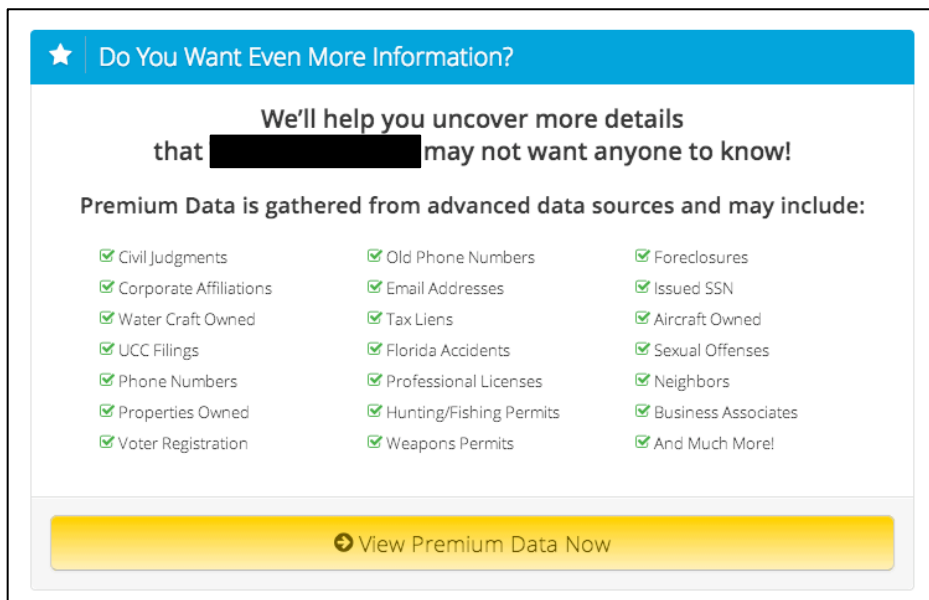 Do You Want Even More Information?
We'll help you uncover more details
that may not want anyone to know!
Premium Data is gathered from advanced data sources and may include:
Civil Judgments
Corporate Affiliations
Water Craft Owned
UCC Filings
Phone Numbers
Properties Owned
Voter Registration
Old Phone Numbers
Email Addresses
Tax Liens
Florida Accidents
Professional Licenses
Hunting/Fishing Permits
Weapons Permits
Foreclosures
Issued SSN
Aircraft Owned
Sexual Offenses
Neighbors
Business Associates
And Much More!
View Premium Data Now